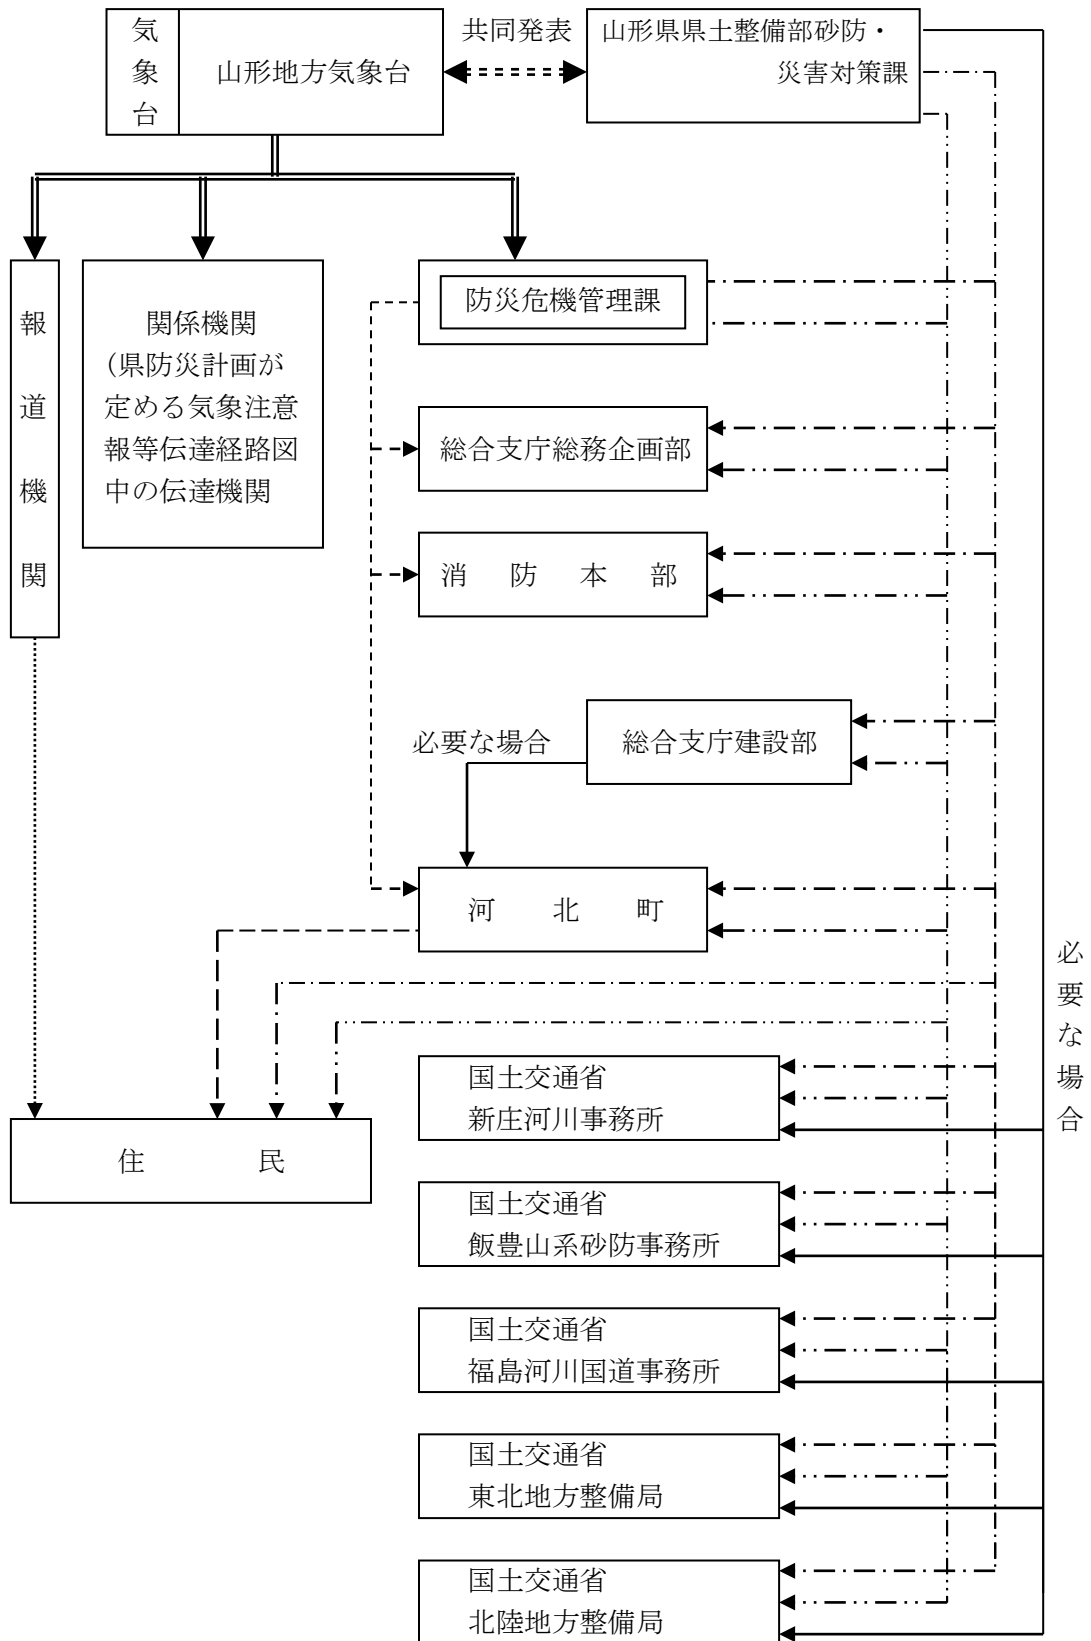 気象台
山形地方気象台
共同発表
山形県県土整備部砂防・
災害対策課
報道機関
関係機関
（県防災計画が
定める気象注意
報等伝達経路図
中の伝達機関
防災危機管理課
総合支庁総務企画部
消防本部
必要な場合
総合支庁建設部
河北町
必要な場合
住民
国土交通省
新庄河川事務所
国土交通省
飯豊山系砂防事務所
国土交通省
福島河川国道事務所
国土交通省
東北地方整備局
国土交通省
北陸地方整備局